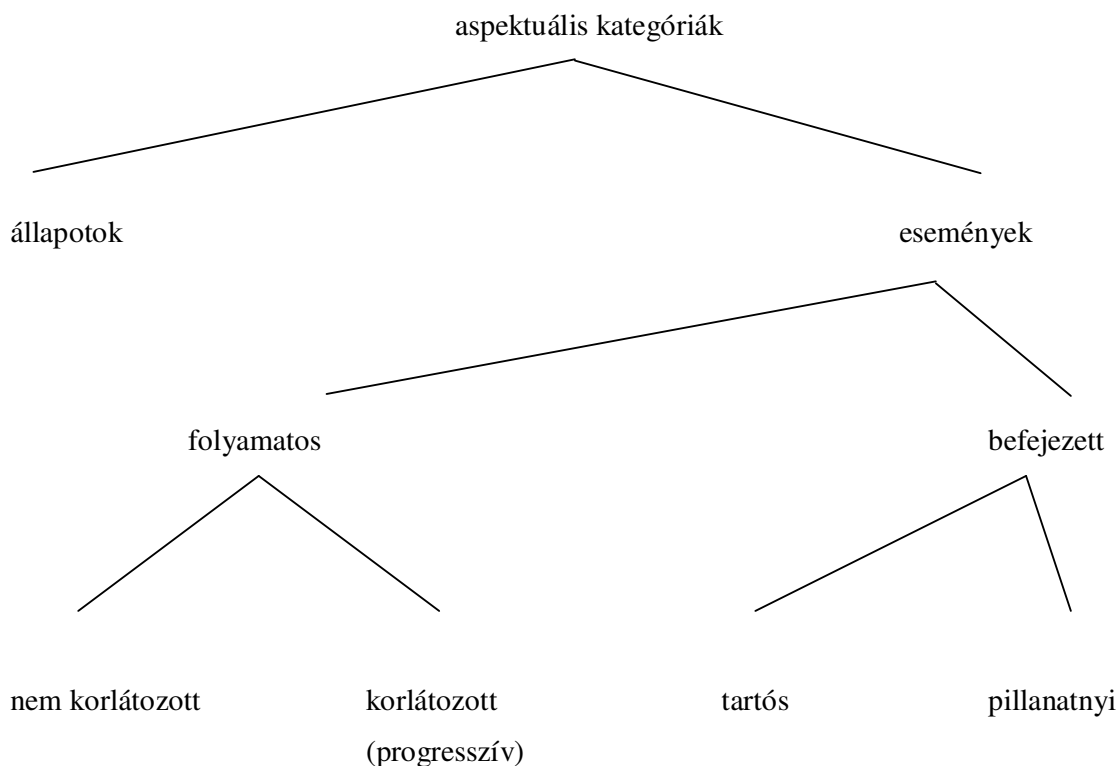 aspektuális kategóriák
állapotok
események
folyamatos
befejezett
nem korlátozott
korlátozott
(progresszív)
tartós
pillanatnyi